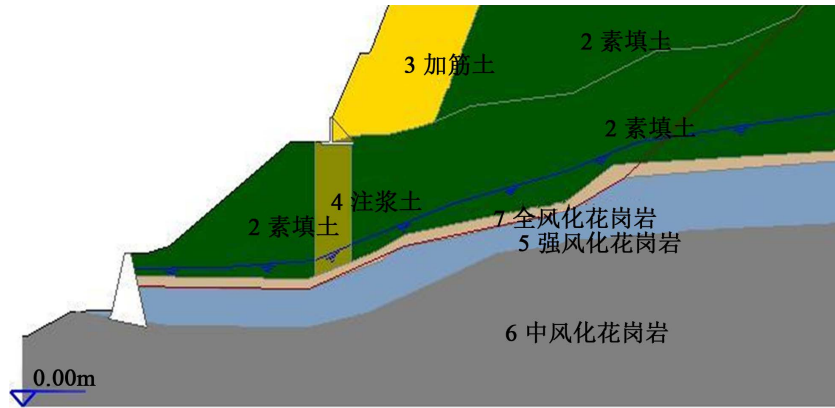 2 素填土
3 加筋土
2 素填土
4 注浆土
7 全风化花岗岩
2 素填土
5 强风化花岗岩
6 中风化花岗岩
0.00m